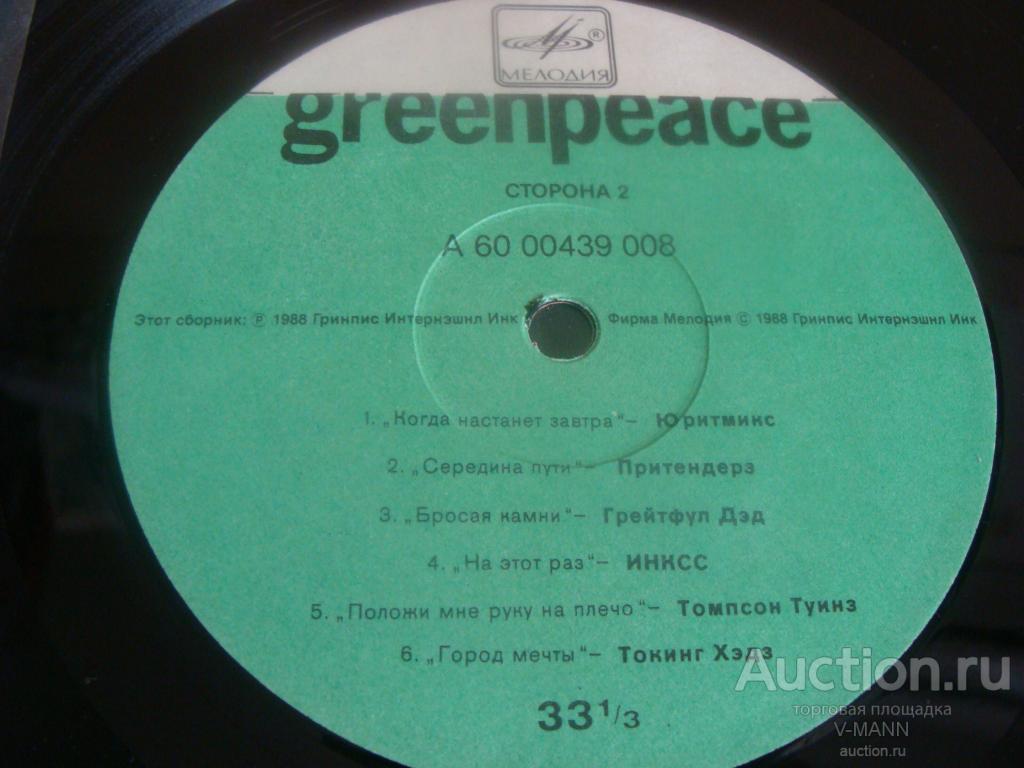 МЕЛОДИЯ ®
greenpeace
СТОРОНА 2
А 60 00439 008
Этот сборник: Ⓟ 1988 Гринпис Интернэшнл Инк Фирма Мелодия © 1988 Гринпис Интернэшнл Инк
1. „Когда настанет завтра“– Юритмикс
2. „Середина пути“– Притендерз
3. „Бросая камни“– Грейтфул Дэд
4. „На этот раз“– ИНКСС
5. „Положи мне руку на плечо“– Томпсон Туинз
6. „Город мечты“– Токинг Хэдз
33 1/3
Auction.ru
торговая площадка
V-MANN
auction.ru